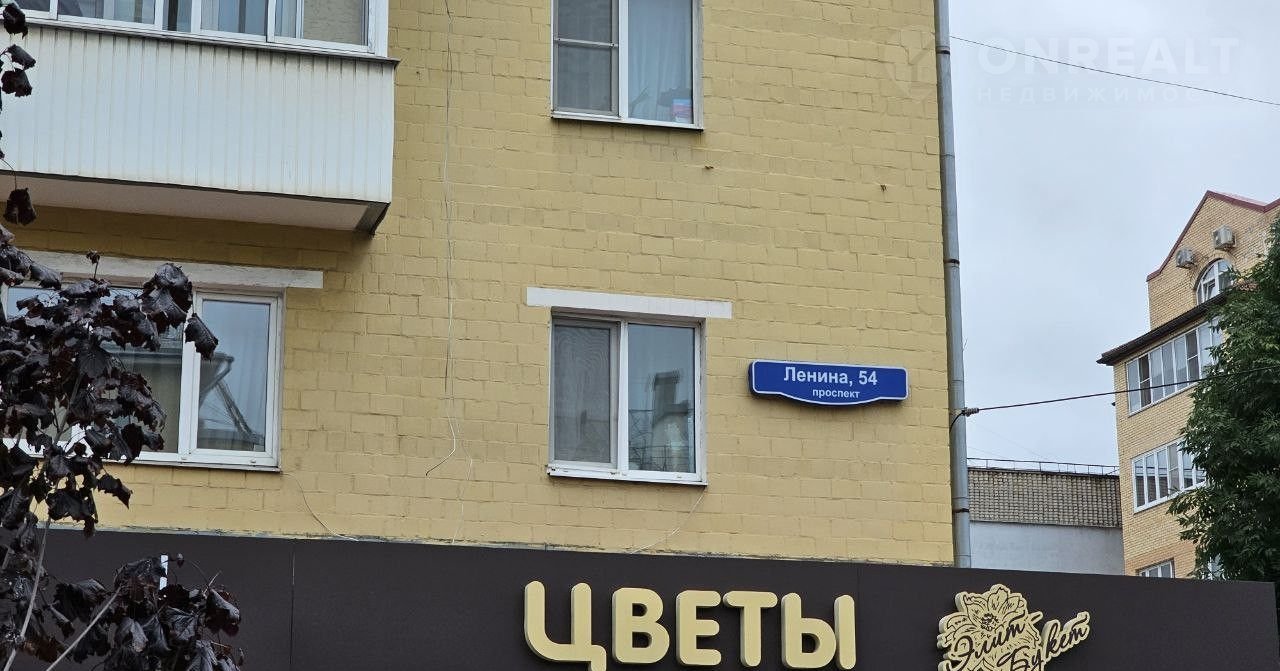 ONREALT
НЕДВИЖИМОСТЬ
Ленина, 54
проспект
ЦВЕТЫ
Элит-
Букет